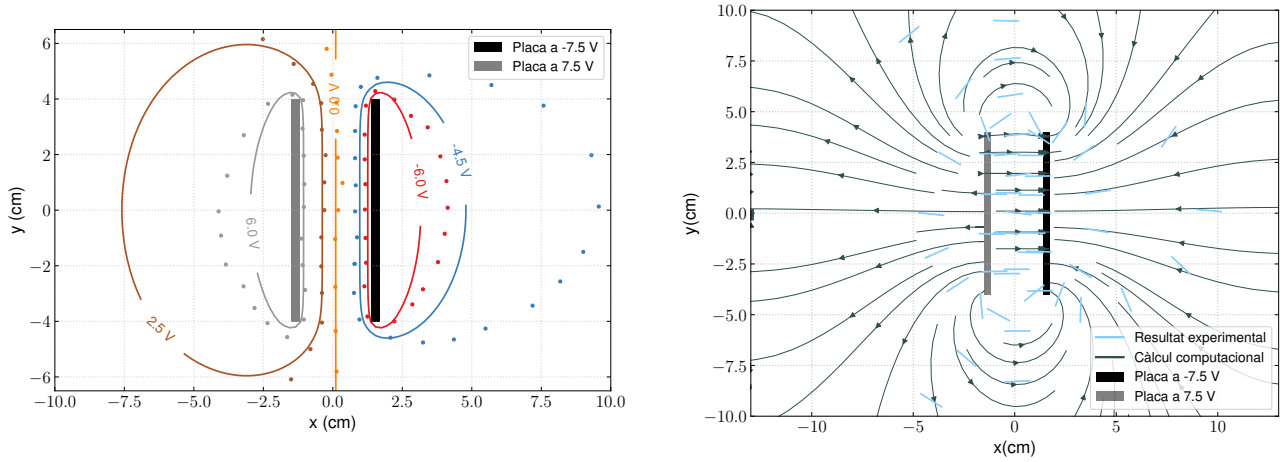 Placa a -7.5 V
Placa a 7.5 V
6
4
2
0
−2
−4
−6
y (cm)
−10.0
−7.5
−5.0
−2.5
0.0
2.5
5.0
7.5
10.0
x (cm)
2.5 V
6.0 V
0.0 V
-6.0 V
-4.5 V
10.0
7.5
5.0
2.5
0.0
−2.5
−5.0
−7.5
−10.0
y(cm)
−10
−5
0
5
10
x(cm)
Resultat experimental
Càlcul computacional
Placa a -7.5 V
Placa a 7.5 V